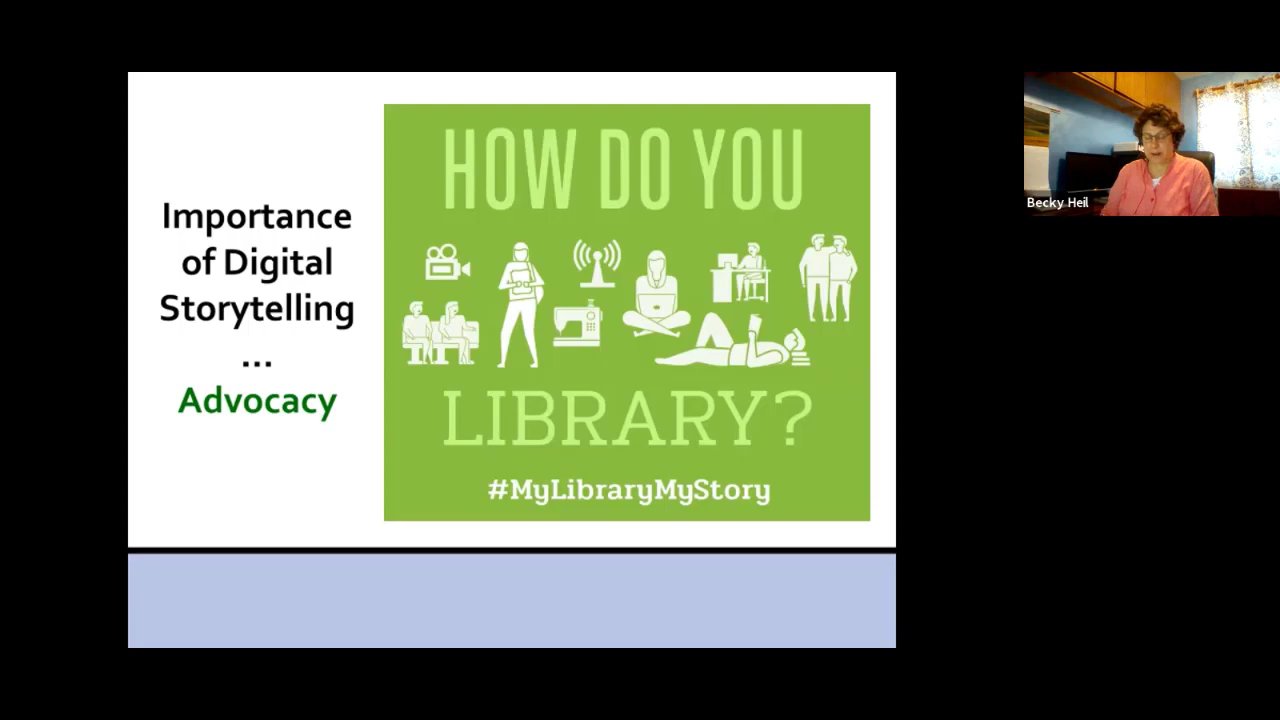 Importance
of Digital
Storytelling
...
Advocacy
HOW DO YOU
LIBRARY?
#MyLibraryMyStory
Becky Heil